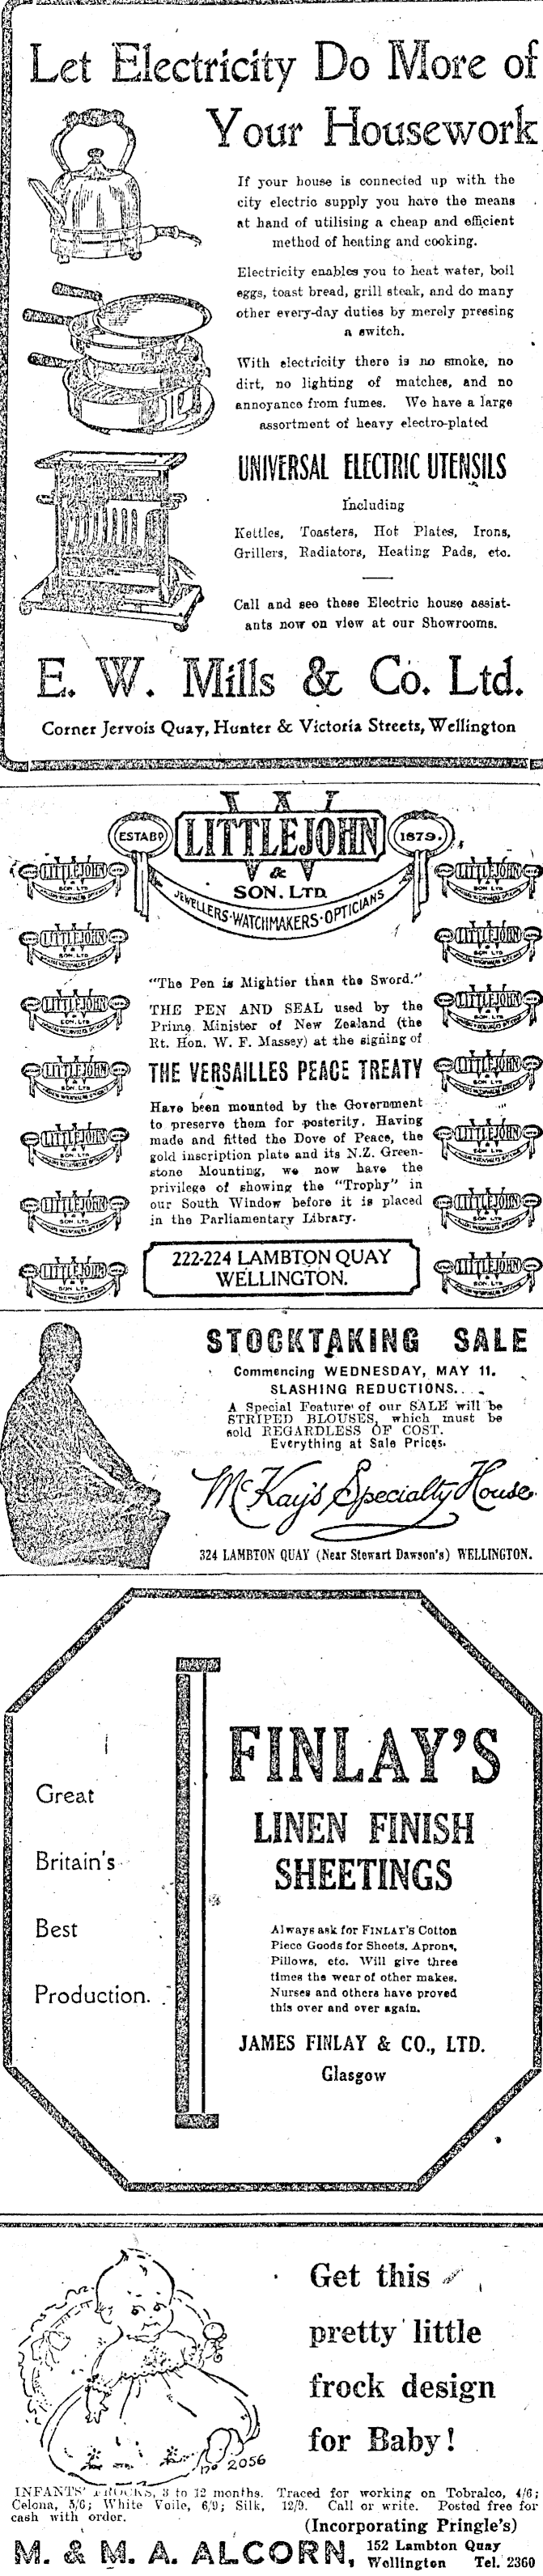 Let Electricity Do More of
Your Housework
If your house is connected up with the
city electric supply you have the means
at hand of utilising a cheap and efficient
method of heating and cooking.
Electricity enables you to heat water, boil
eggs, toast bread, grill steak, and do many
other every-day duties by merely pressing
a switch.
With electricity there is no smoke, no
dirt, no lighting of matches, and no
annoyance from fumes. We have a large
assortment of heavy electro-plated
UNIVERSAL ELECTRIC UTENSILS
Including
Kettles, Toasters, Hot Plates, Irons,
Grillers, Radiators, Heating Pads, etc.
Call and see these Electric house assist-
ants now on view at our Showrooms.
E. W. Mills & Co. Ltd.
Corner Jervois Quay, Hunter & Victoria Streets, Wellington
ESTABD LITTLEJOHN 1879.
&
SON. LTD.
JEWELLERS·WATCHMAKERS·OPTICIANS
"The Pen is Mightier than the Sword."
THE PEN AND SEAL used by the
Prime Minister of New Zealand (the
Rt. Hon. W. F. Massey) at the signing of
THE VERSAILLES PEACE TREATY
Have been mounted by the Government
to preserve them for posterity. Having
made and fitted the Dove of Peace, the
gold inscription plate and its N.Z. Green-
stone Mounting, we now have the
privilege of showing the "Trophy" in
our South Window before it is placed
in the Parliamentary Library.
222-224 LAMBTON QUAY
WELLINGTON.
STOCKTAKING SALE
Commencing WEDNESDAY, MAY 11.
SLASHING REDUCTIONS.
A Special Feature of our SALE will be
STRIPED BLOUSES, which must be
sold REGARDLESS OF COST.
Everything at Sale Prices.
McKay's Specialty House
324 LAMBTON QUAY (Near Stewart Dawson's) WELLINGTON.
Great
Britain's
Best
Production.
FINLAY'S
LINEN FINISH
SHEETINGS
Always ask for FINLAY'S Cotton
Piece Goods for Sheets, Aprons,
Pillows, etc. Will give three
times the wear of other makes.
Nurses and others have proved
this over and over again.
JAMES FINLAY & CO., LTD.
Glasgow
Get this
pretty little
frock design
for Baby!
no 2056
INFANTS' FROCKS, 3 to 12 months. Traced for working on Tobralco, 4/6;
Celona, 5/6; White Voile, 6/9; Silk, 12/9. Call or write. Posted free for
cash with order.
(Incorporating Pringle's)
M. & M. A. ALCORN, 152 Lambton Quay
Wellington Tel. 2360